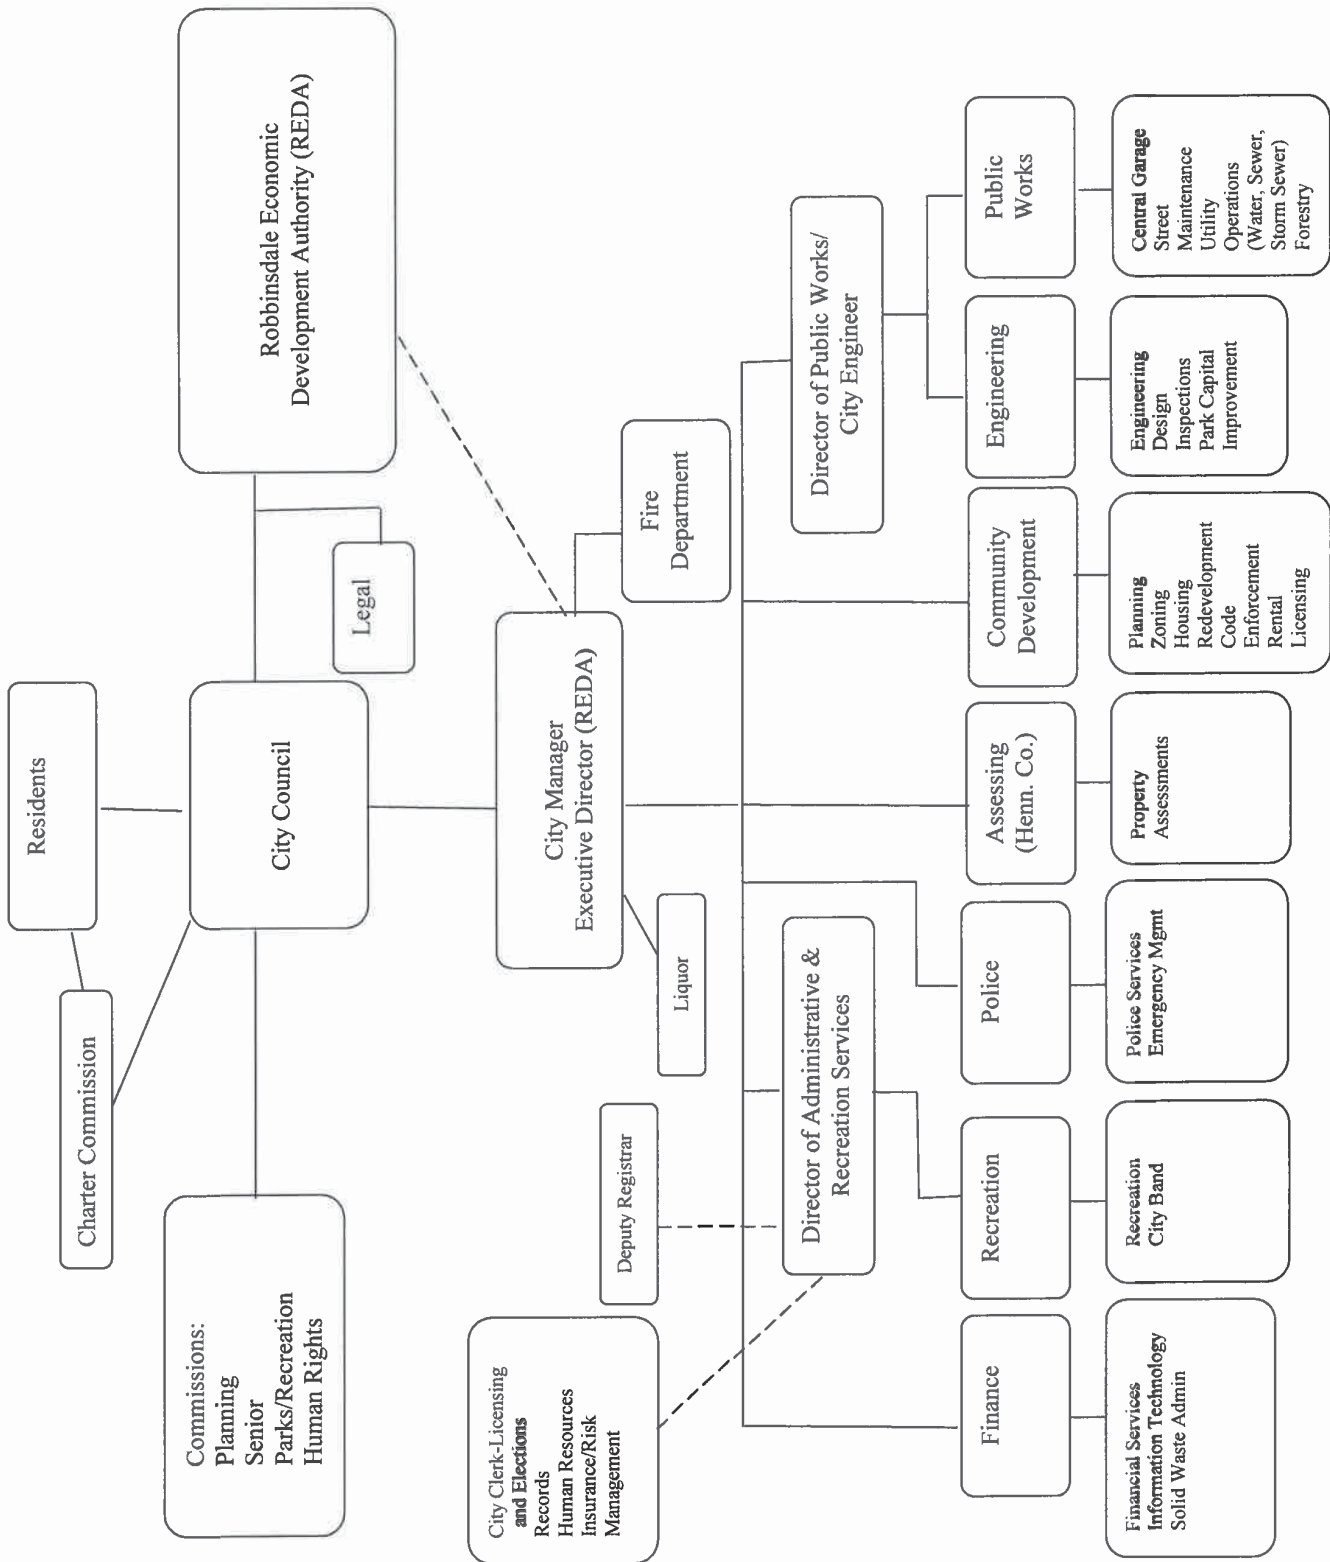 Residents
Charter Commission
City Council
Commissions:
Planning
Senior
Parks/Recreation
Human Rights
Robbinsdale Economic
Development Authority (REDA)
Legal
City Manager
Executive Director (REDA)
Fire
Department
Liquor
City Clerk-Licensing
and Elections
Records
Human Resources
Insurance/Risk
Management
Deputy Registrar
Director of Administrative &
Recreation Services
Director of Public Works/
City Engineer
Finance
Recreation
Police
Assessing
(Henn. Co.)
Community
Development
Engineering
Public
Works
Financial Services
Information Technology
Solid Waste Admin
Recreation
City Band
Police Services
Emergency Mgmt
Property
Assessments
Planning
Zoning
Housing
Redevelopment
Code
Enforcement
Rental
Licensing
Engineering
Design
Inspections
Park Capital
Improvement
Central Garage
Street
Maintenance
Utility
Operations
(Water, Sewer,
Storm Sewer)
Forestry